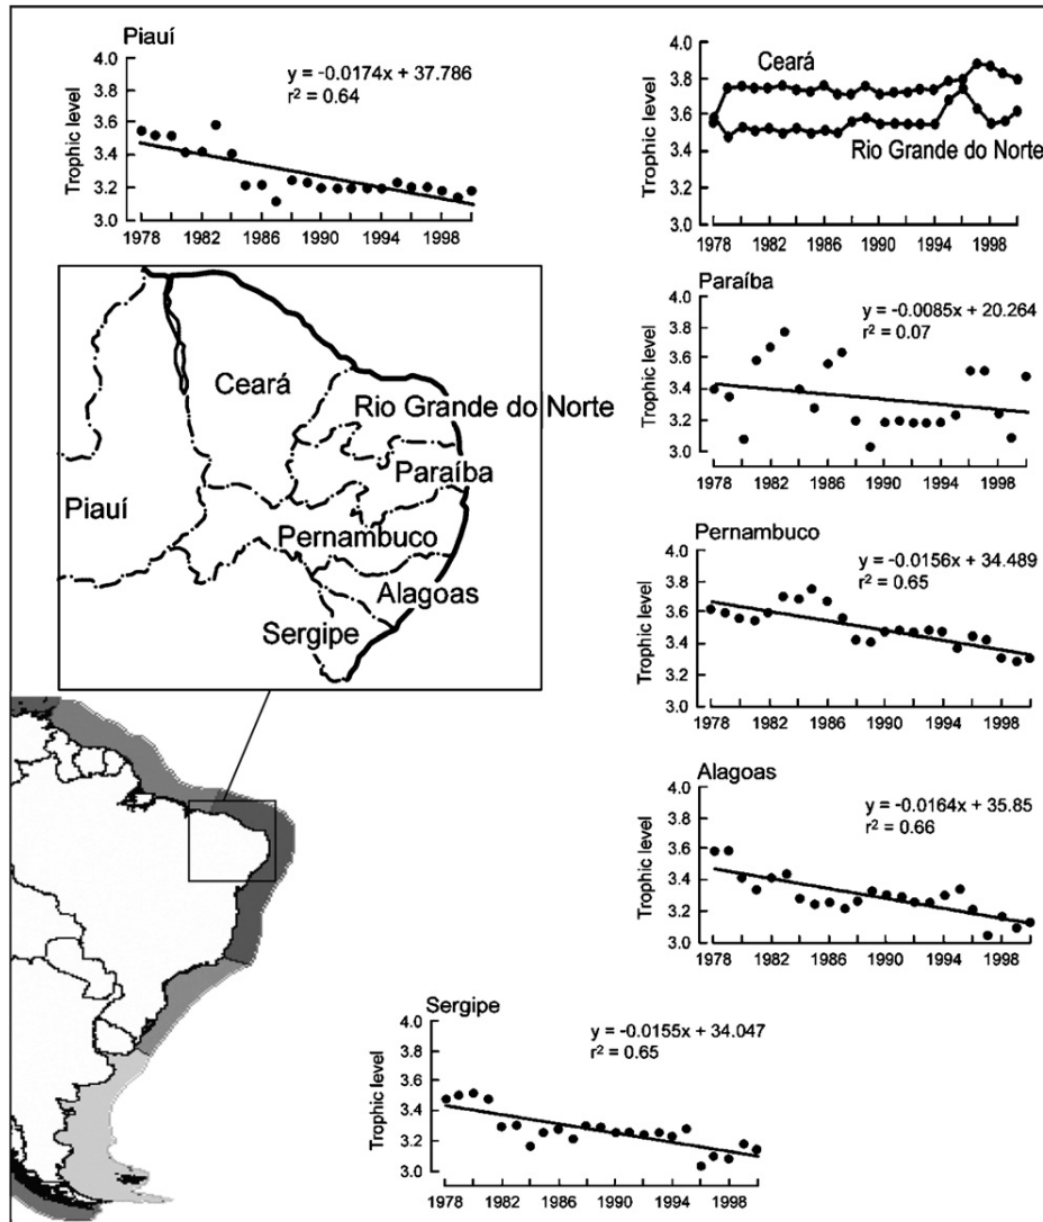 Piauí
Trophic level
4.0
3.8
3.6
3.4
3.2
3.0
y = -0.0174x + 37.786
r² = 0.64
1978 1982 1986 1990 1994 1998
Trophic level
4.0
3.8
3.6
3.4
3.2
3.0
Ceará
Rio Grande do Norte
1978 1982 1986 1990 1994 1998
Ceará
Rio Grande do Norte
Paraíba
Piauí
Pernambuco
Alagoas
Sergipe
Paraíba
Trophic level
4.0
3.8
3.6
3.4
3.2
3.0
y = -0.0085x + 20.264
r² = 0.07
1978 1982 1986 1990 1994 1998
Pernambuco
Trophic level
4.0
3.8
3.6
3.4
3.2
3.0
y = -0.0156x + 34.489
r² = 0.65
1978 1982 1986 1990 1994 1998
Alagoas
Trophic level
4.0
3.8
3.6
3.4
3.2
3.0
y = -0.0164x + 35.85
r² = 0.66
1978 1982 1986 1990 1994 1998
Sergipe
Trophic level
4.0
3.8
3.6
3.4
3.2
3.0
y = -0.0155x + 34.047
r² = 0.65
1978 1982 1986 1990 1994 1998